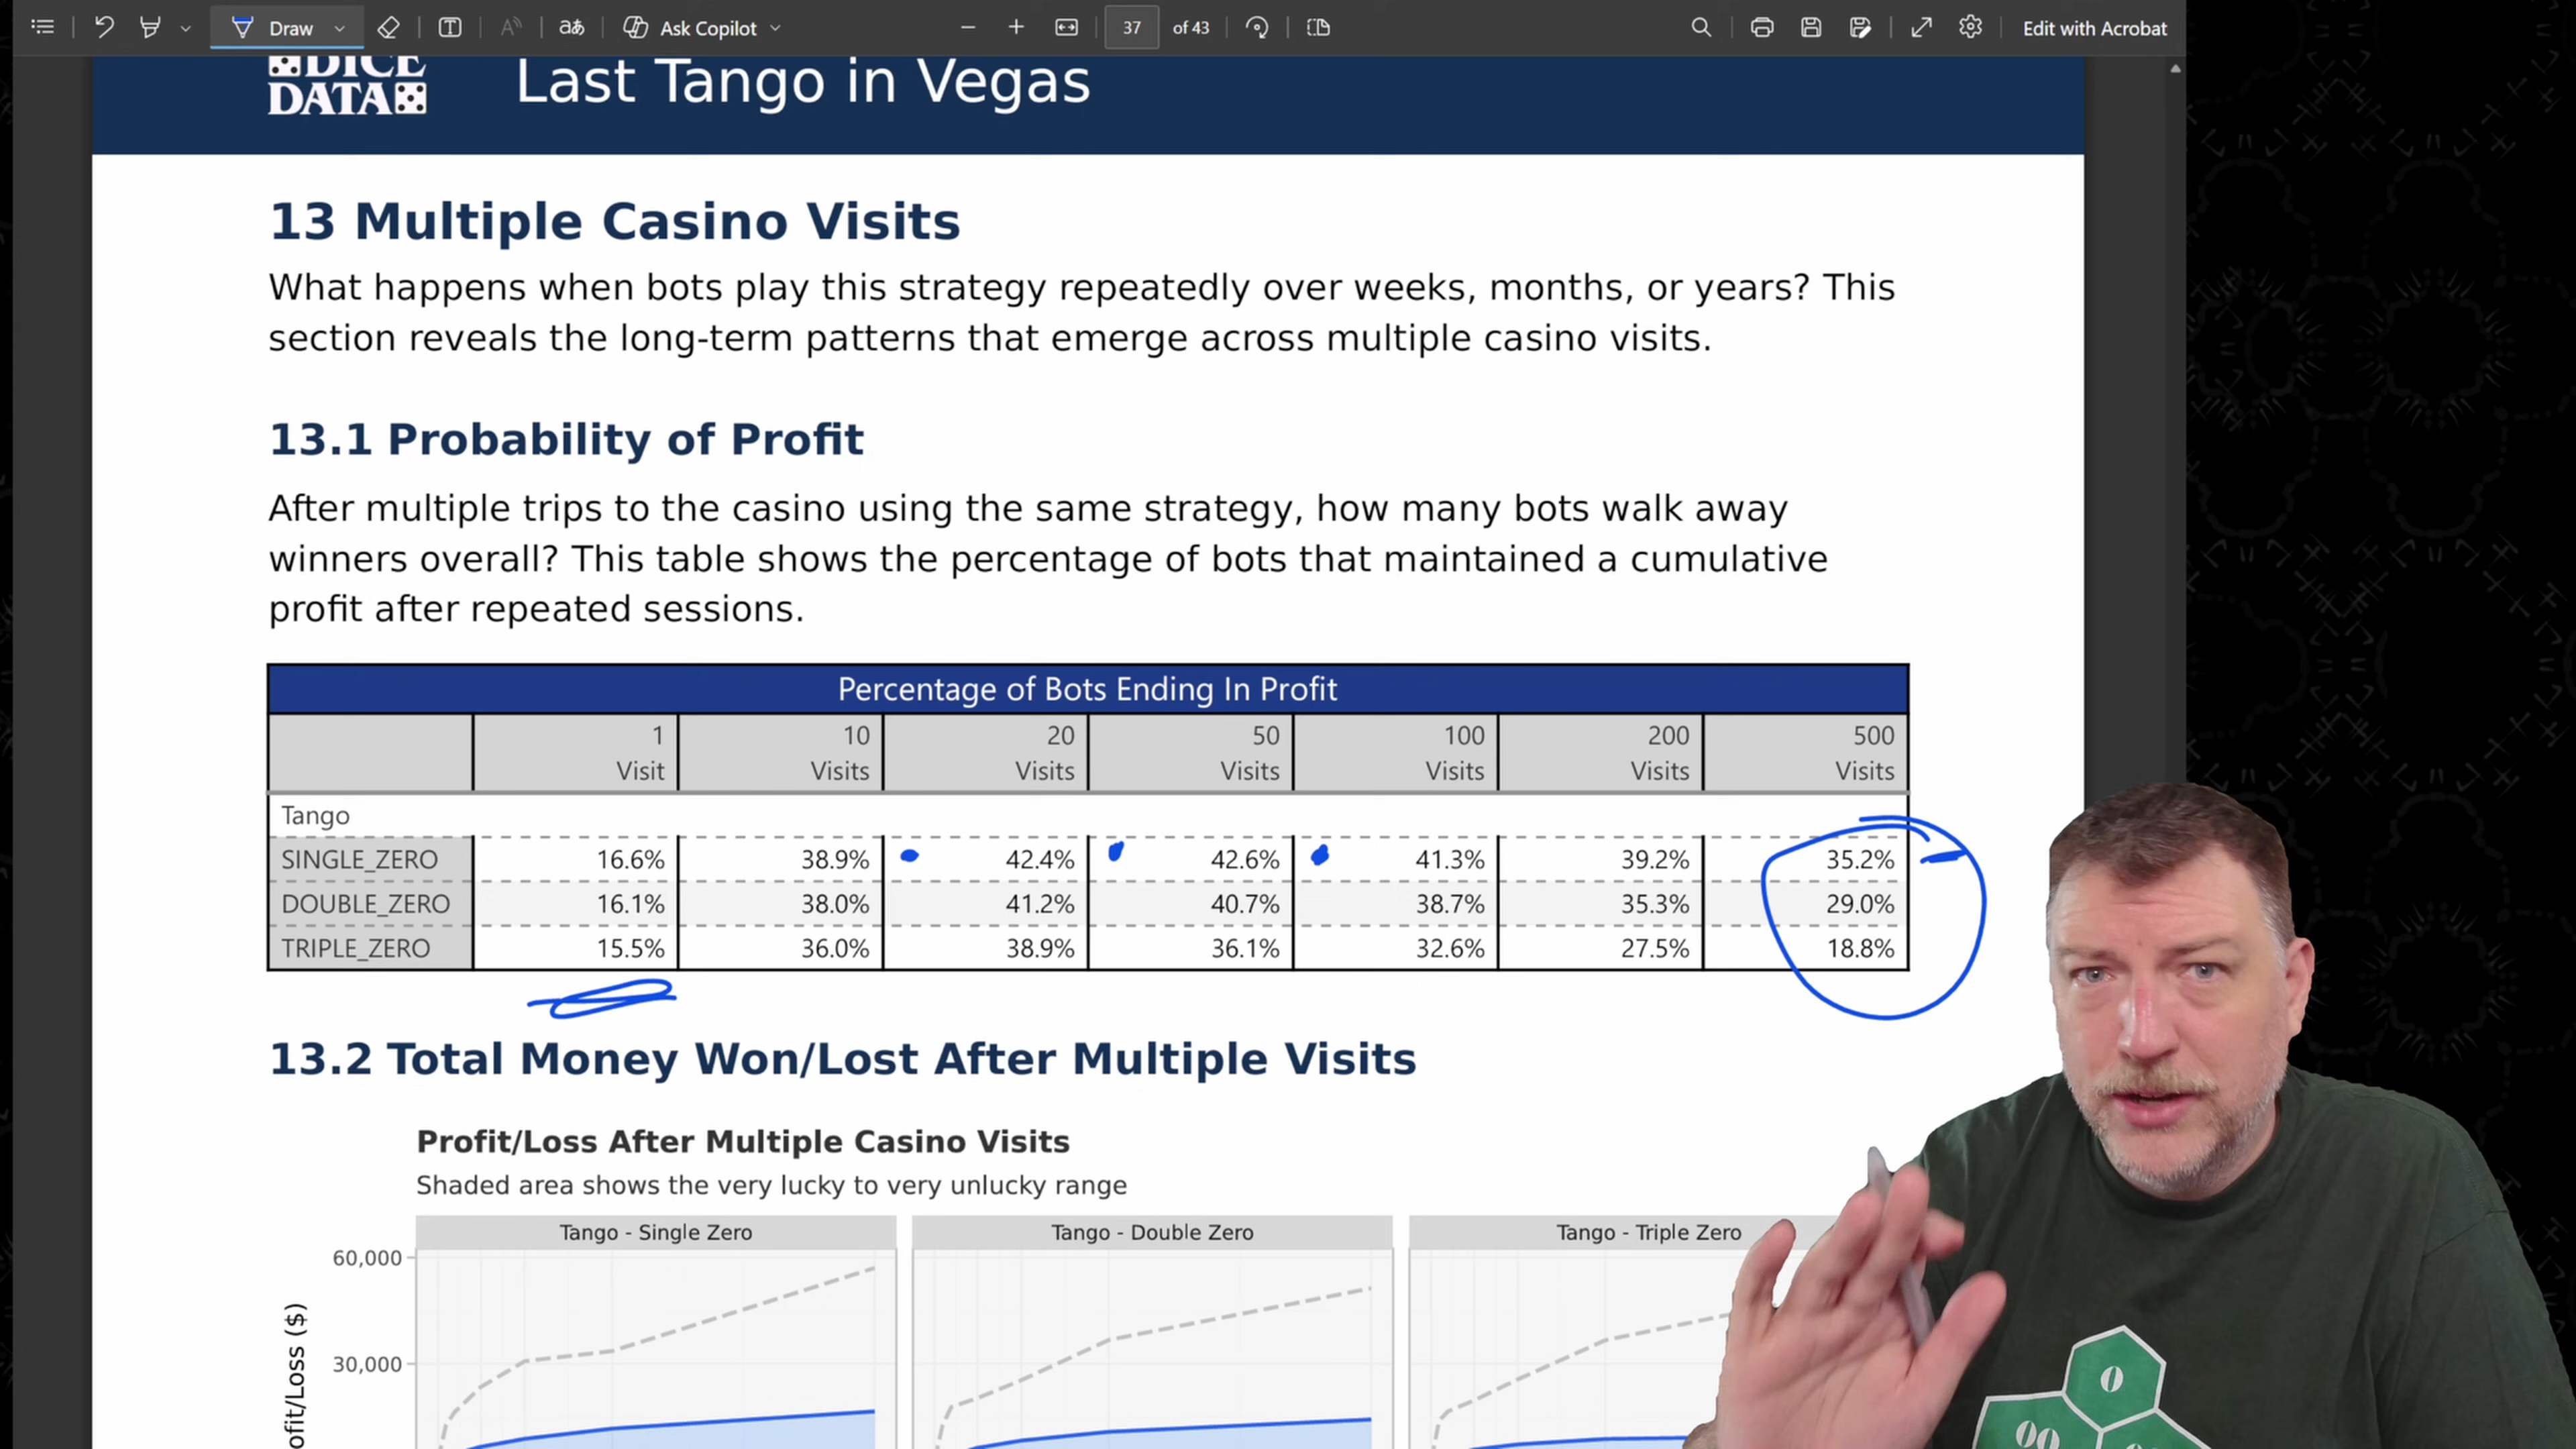 Draw
Ask Copilot
37 of 43
Edit with Acrobat
DICE
DATA
Last Tango in Vegas
13 Multiple Casino Visits
What happens when bots play this strategy repeatedly over weeks, months, or years? This
section reveals the long-term patterns that emerge across multiple casino visits.
13.1 Probability of Profit
After multiple trips to the casino using the same strategy, how many bots walk away
winners overall? This table shows the percentage of bots that maintained a cumulative
profit after repeated sessions.
Percentage of Bots Ending In Profit
1 Visit 10 Visits 20 Visits 50 Visits 100 Visits 200 Visits 500 Visits
Tango
SINGLE_ZERO 16.6% 38.9% 42.4% 42.6% 41.3% 39.2% 35.2%
DOUBLE_ZERO 16.1% 38.0% 41.2% 40.7% 38.7% 35.3% 29.0%
TRIPLE_ZERO 15.5% 36.0% 38.9% 36.1% 32.6% 27.5% 18.8%
13.2 Total Money Won/Lost After Multiple Visits
Profit/Loss After Multiple Casino Visits
Shaded area shows the very lucky to very unlucky range
Tango - Single Zero Tango - Double Zero Tango - Triple Zero
60,000
30,000
ofit/Loss ($)
0
00